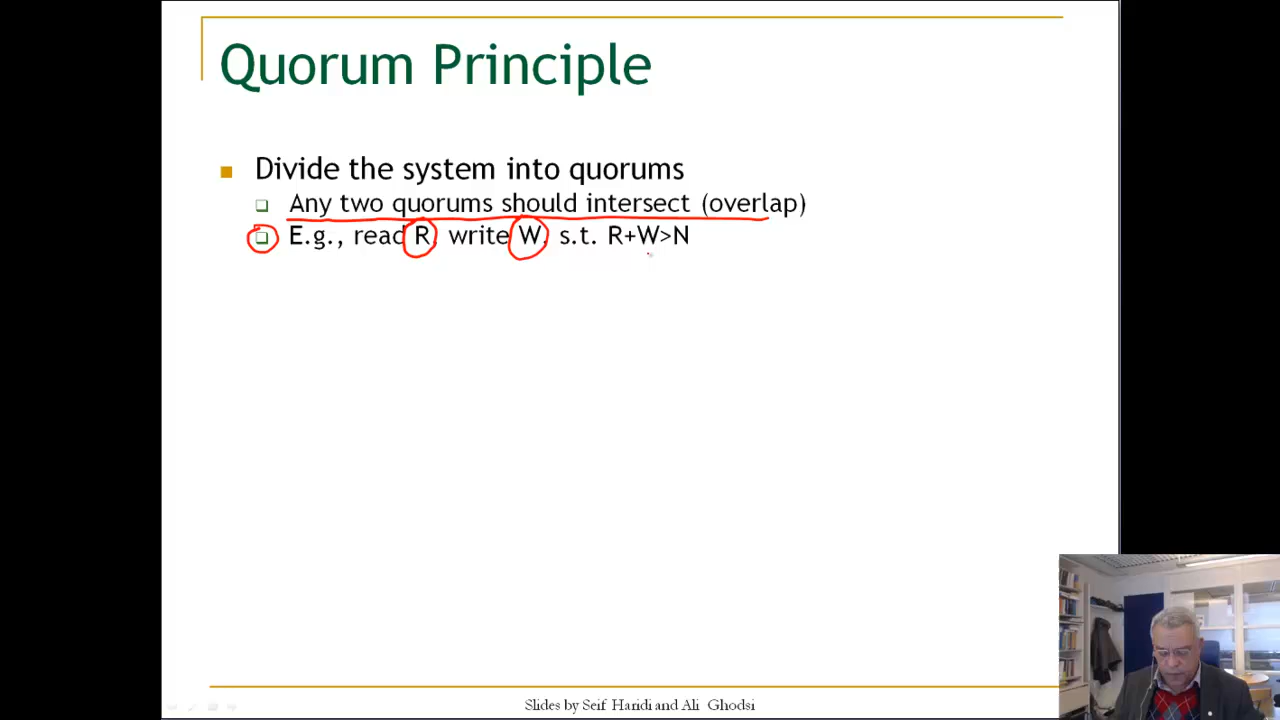 Quorum Principle
Divide the system into quorums
Any two quorums should intersect (overlap)
E.g., read R, write W, s.t. R+W>N
Slides by Seif Haridi and Ali Ghodsi